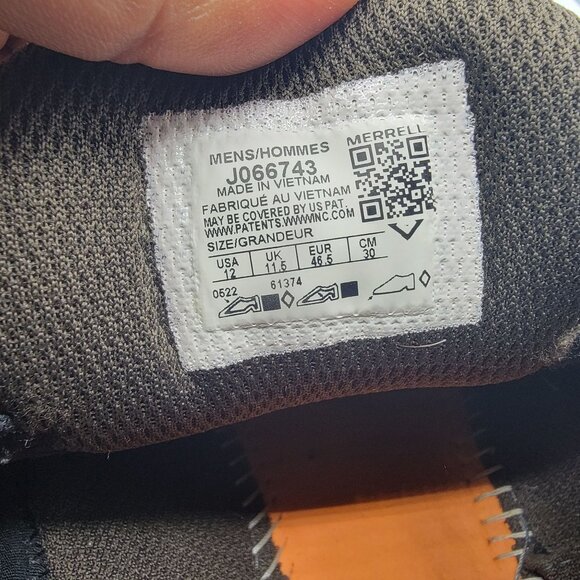 MENS/HOMMES
MERRELL
J066743
MADE IN VIETNAM
FABRIQUÉ AU VIETNAM
MAY BE COVERED BY US PAT.
WWW.PATENTS.WWWINC.COM
SIZE/GRANDEUR
USA UK EUR CM
12 11.5 46.5 30
0522 61374